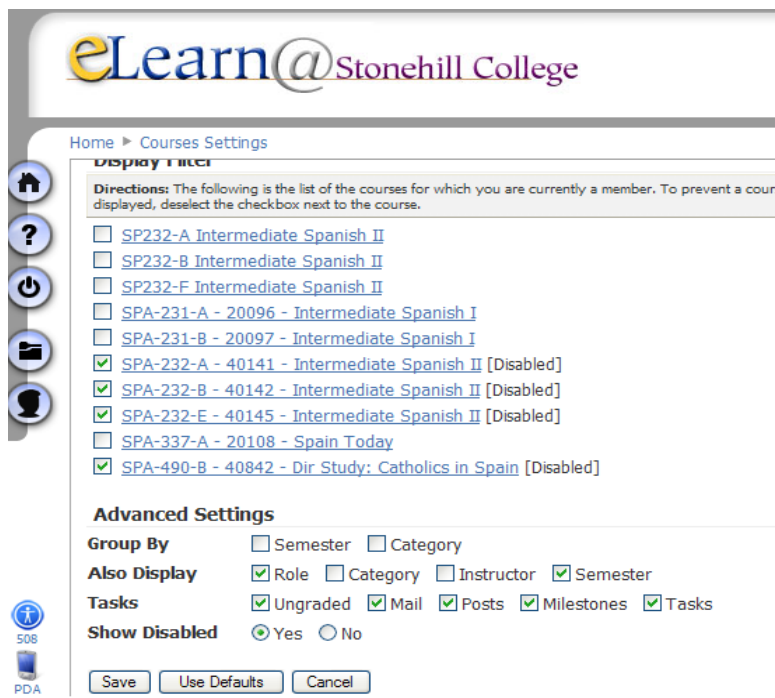 eLearn@Stonehill College
Home ▶ Courses Settings
Display Filter
Directions: The following is the list of the courses for which you are currently a member. To prevent a cour
displayed, deselect the checkbox next to the course.
SP232-A Intermediate Spanish II
SP232-B Intermediate Spanish II
SP232-F Intermediate Spanish II
SPA-231-A - 20096 - Intermediate Spanish I
SPA-231-B - 20097 - Intermediate Spanish I
SPA-232-A - 40141 - Intermediate Spanish II [Disabled]
SPA-232-B - 40142 - Intermediate Spanish II [Disabled]
SPA-232-E - 40145 - Intermediate Spanish II [Disabled]
SPA-337-A - 20108 - Spain Today
SPA-490-B - 40842 - Dir Study: Catholics in Spain [Disabled]
Advanced Settings
Group By Semester Category
Also Display Role Category Instructor Semester
Tasks Ungraded Mail Posts Milestones Tasks
Show Disabled Yes No
Save Use Defaults Cancel
508
PDA